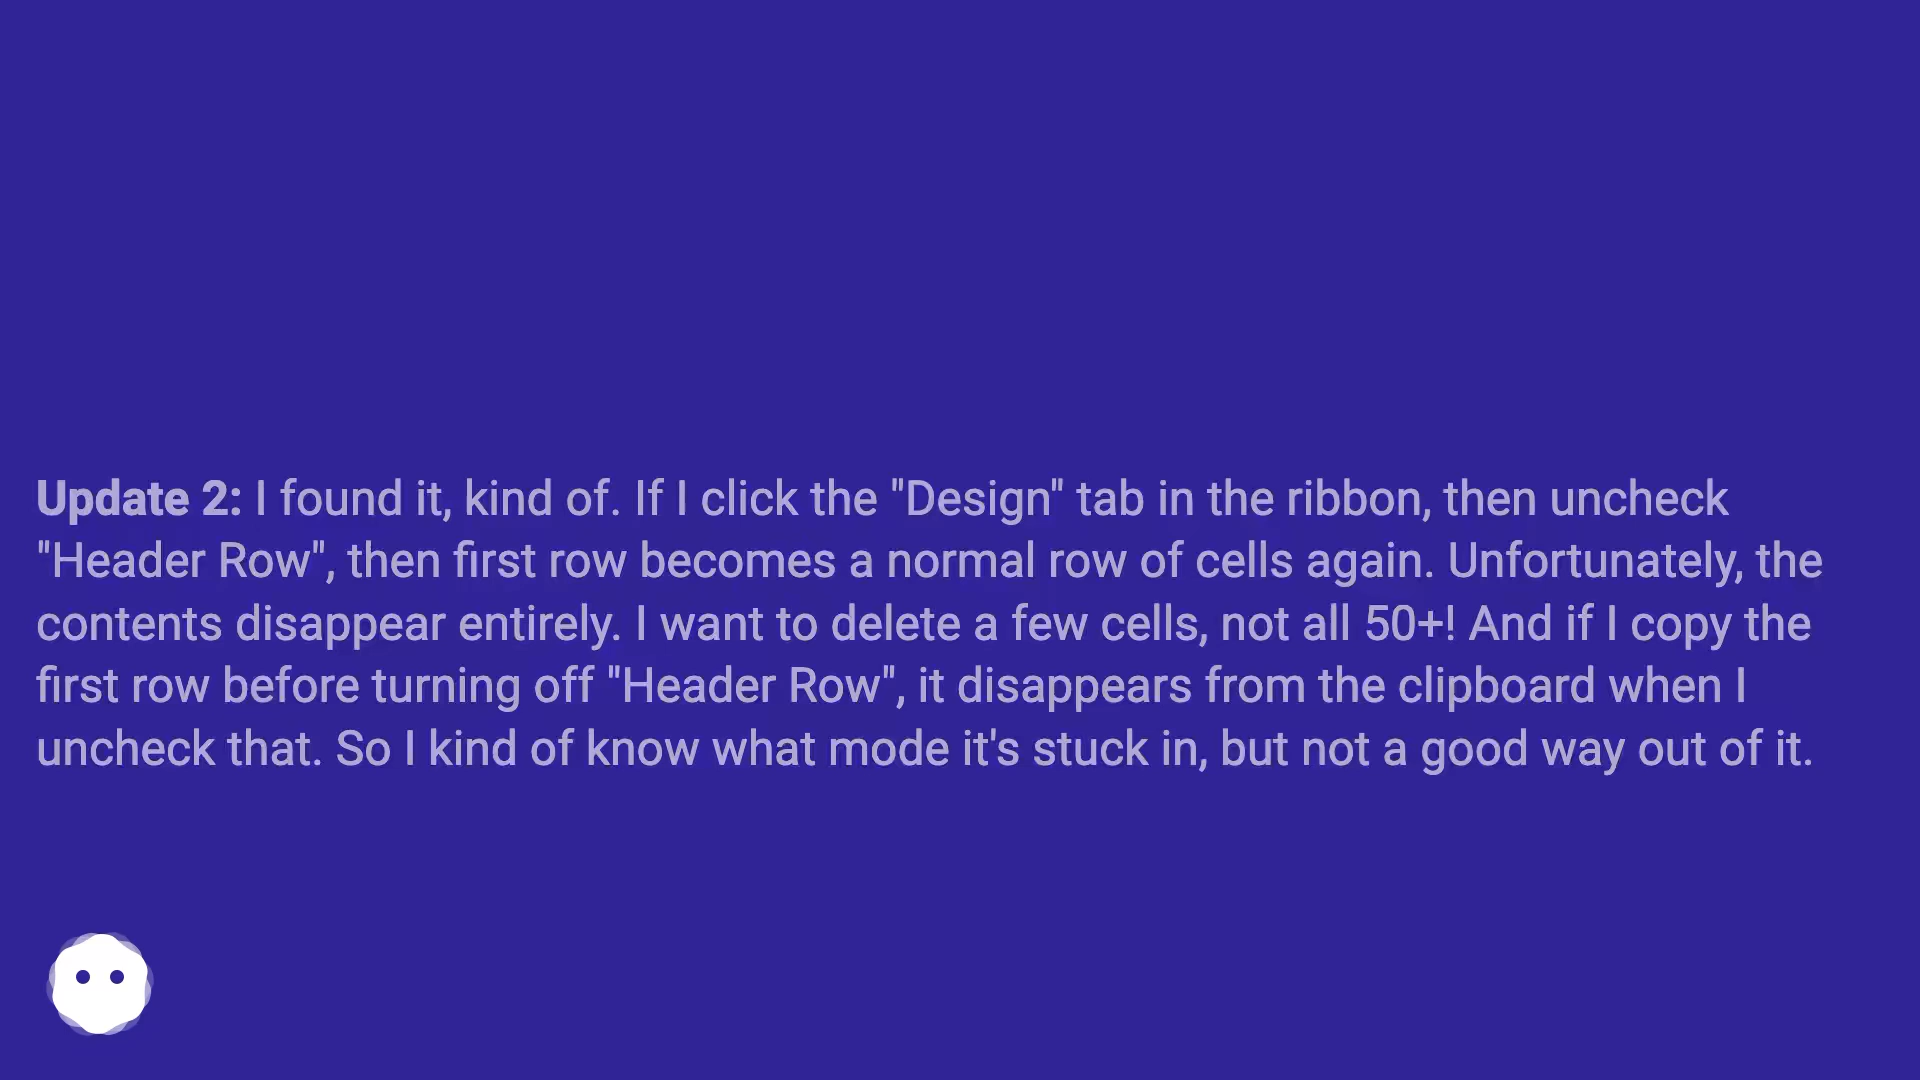 Update 2: I found it, kind of. If I click the "Design" tab in the ribbon, then uncheck
"Header Row", then first row becomes a normal row of cells again. Unfortunately, the
contents disappear entirely. I want to delete a few cells, not all 50+! And if I copy the
first row before turning off "Header Row", it disappears from the clipboard when I
uncheck that. So I kind of know what mode it's stuck in, but not a good way out of it.